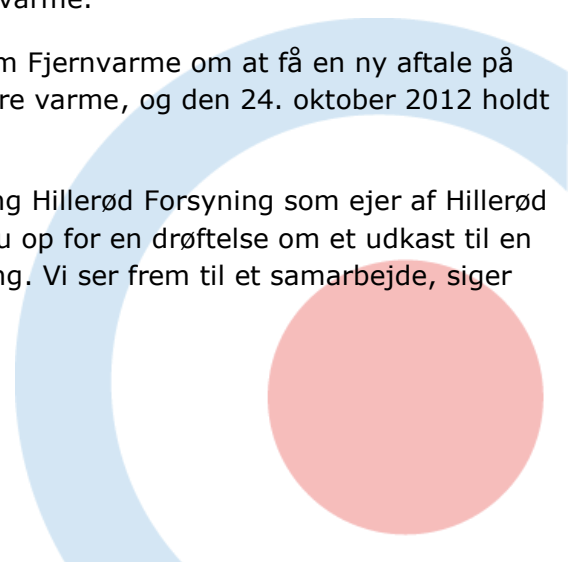 varme.
m Fjernvarme om at få en ny aftale på
re varme, og den 24. oktober 2012 holdt
ng Hillerød Forsyning som ejer af Hillerød
u op for en drøftelse om et udkast til en
ng. Vi ser frem til et samarbejde, siger